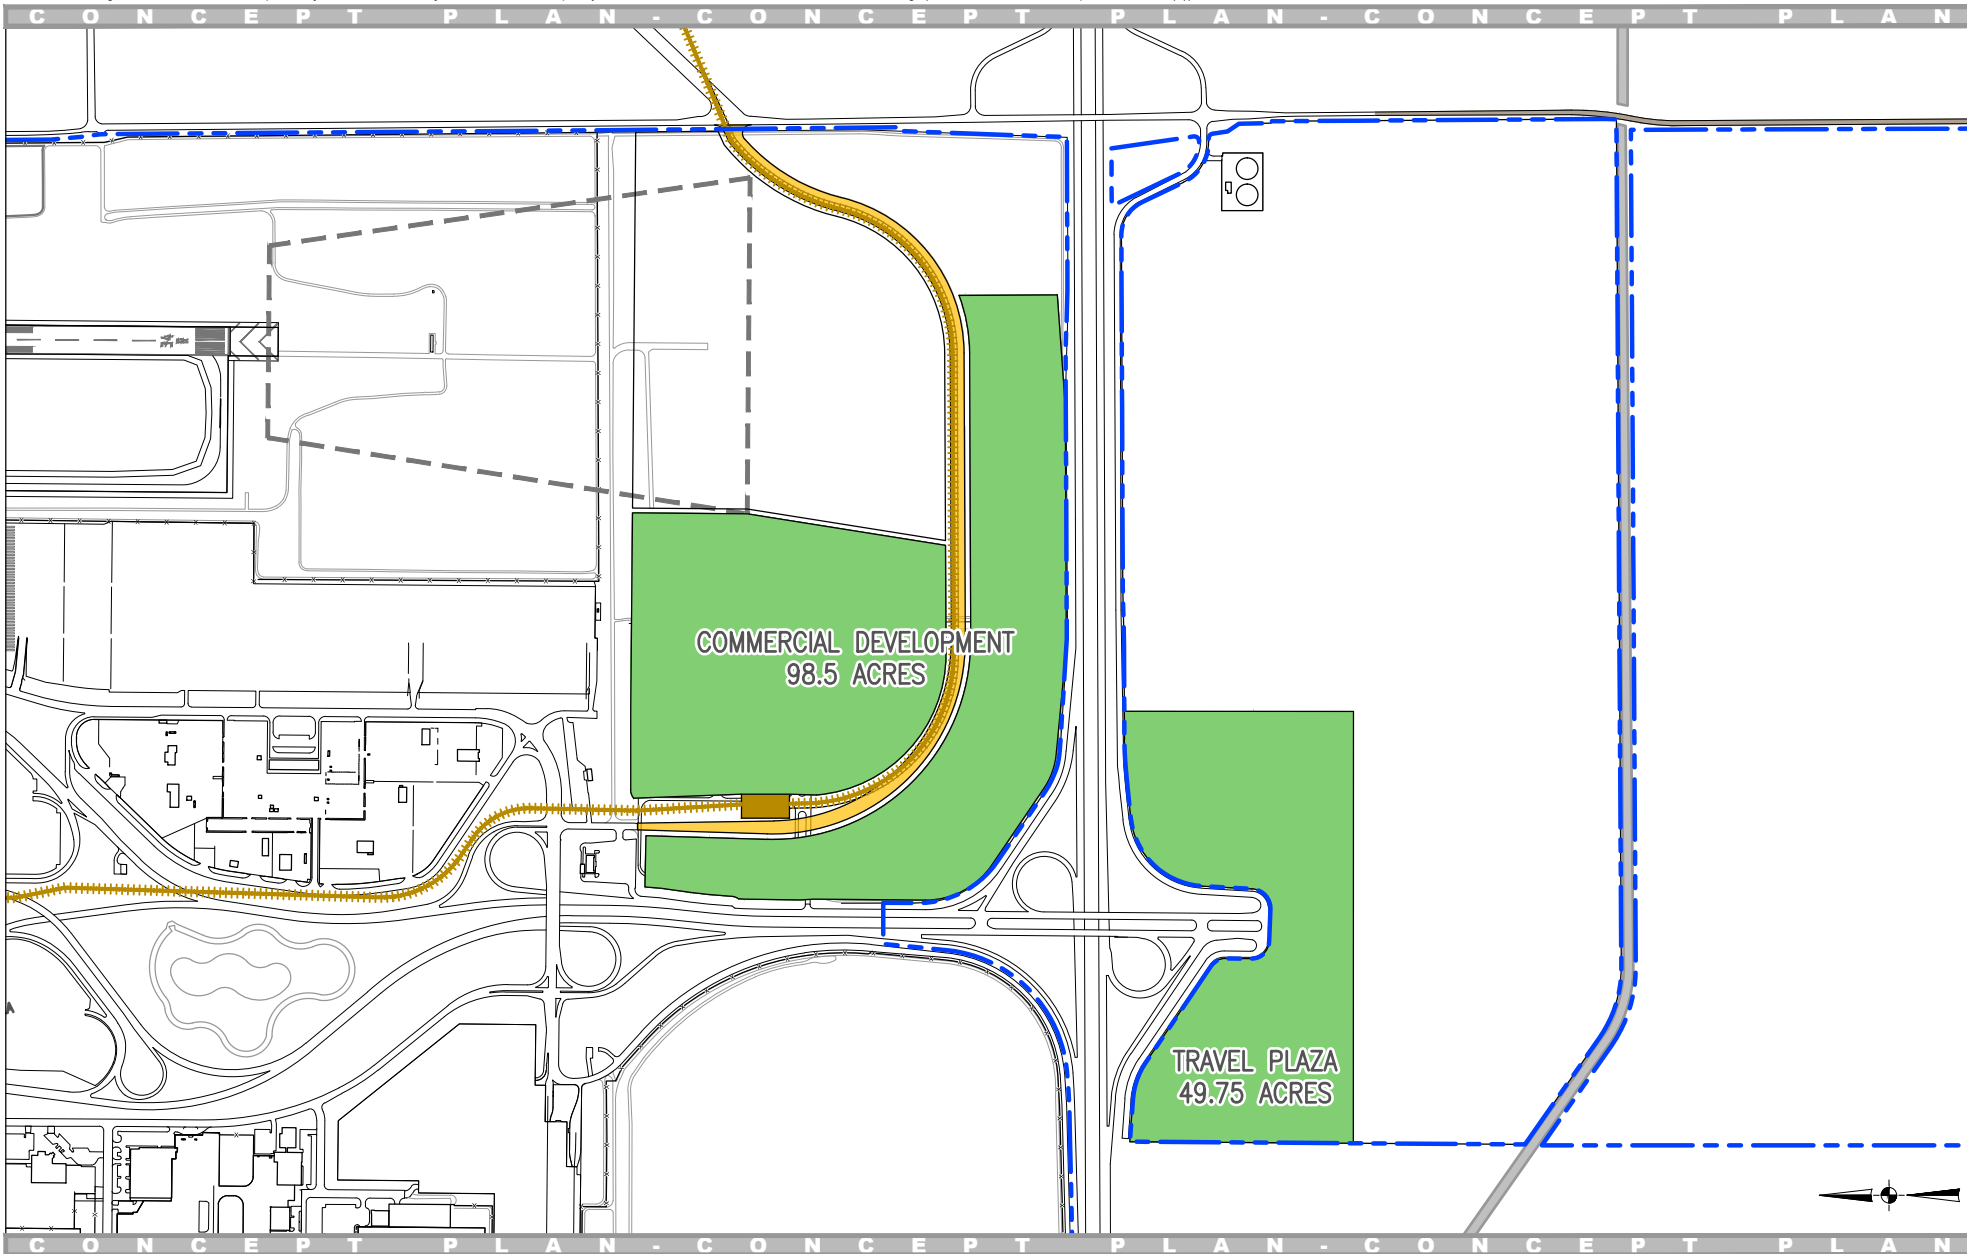 CONCEPT PLAN-CONCEPT PLAN-CONCEPT PLAN
COMMERCIAL DEVELOPMENT
98.5 ACRES
TRAVEL PLAZA
49.75 ACRES
CONCEPT PLAN-CONCEPT PLAN-CONCEPT PLAN